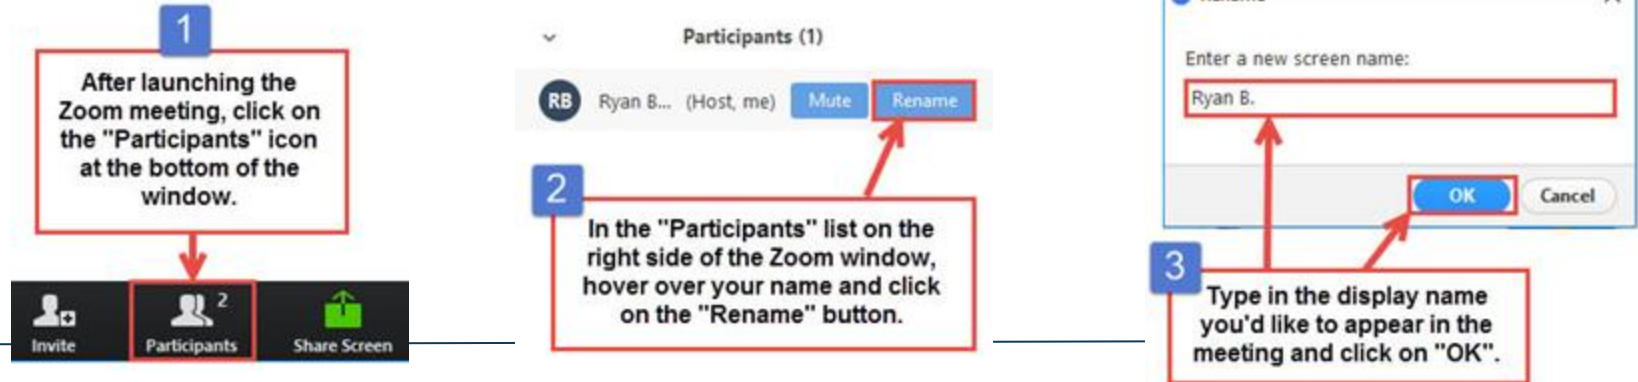 1
After launching the
Zoom meeting, click on
the "Participants" icon
at the bottom of the
window.
2
Invite
Participants
Share Screen
Participants (1)
RB
Ryan B... (Host, me)
Mute
Rename
2
In the "Participants" list on the
right side of the Zoom window,
hover over your name and click
on the "Rename" button.
Rename
Enter a new screen name:
Ryan B.
OK
Cancel
3
Type in the display name
you'd like to appear in the
meeting and click on "OK".